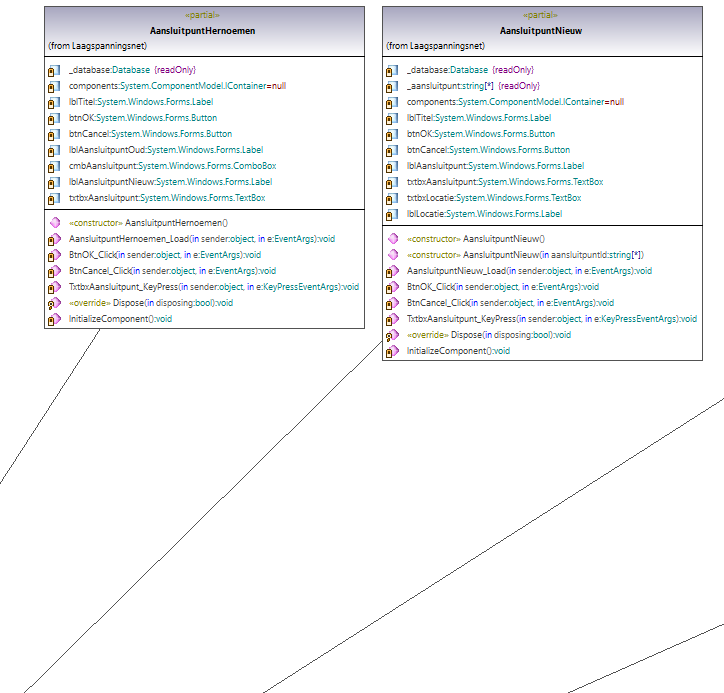 «partial»
AansluitpuntHernoemen
(from Laagspanningsnet)
_database:Database {readOnly}
components:System.ComponentModel.IContainer=null
lblTitel:System.Windows.Forms.Label
btnOK:System.Windows.Forms.Button
btnCancel:System.Windows.Forms.Button
lblAansluitpuntOud:System.Windows.Forms.Label
cmbAansluitpunt:System.Windows.Forms.ComboBox
lblAansluitpuntNieuw:System.Windows.Forms.Label
txtbxAansluitpunt:System.Windows.Forms.TextBox
«constructor» AansluitpuntHernoemen()
AansluitpuntHernoemen_Load(in sender:object, in e:EventArgs):void
BtnOK_Click(in sender:object, in e:EventArgs):void
BtnCancel_Click(in sender:object, in e:EventArgs):void
TxtbxAansluitpunt_KeyPress(in sender:object, in e:KeyPressEventArgs):void
«override» Dispose(in disposing:bool):void
InitializeComponent():void
«partial»
AansluitpuntNieuw
(from Laagspanningsnet)
_database:Database {readOnly}
_aansluitpunt:string[*] {readOnly}
components:System.ComponentModel.IContainer=null
lblTitel:System.Windows.Forms.Label
btnOK:System.Windows.Forms.Button
btnCancel:System.Windows.Forms.Button
lblAansluitpunt:System.Windows.Forms.Label
txtbxAansluitpunt:System.Windows.Forms.TextBox
txtbxLocatie:System.Windows.Forms.TextBox
lblLocatie:System.Windows.Forms.Label
«constructor» AansluitpuntNieuw()
«constructor» AansluitpuntNieuw(in aansluitpuntId:string[*])
AansluitpuntNieuw_Load(in sender:object, in e:EventArgs):void
BtnOK_Click(in sender:object, in e:EventArgs):void
BtnCancel_Click(in sender:object, in e:EventArgs):void
TxtbxAansluitpunt_KeyPress(in sender:object, in e:KeyPressEventArgs):void
«override» Dispose(in disposing:bool):void
InitializeComponent():void